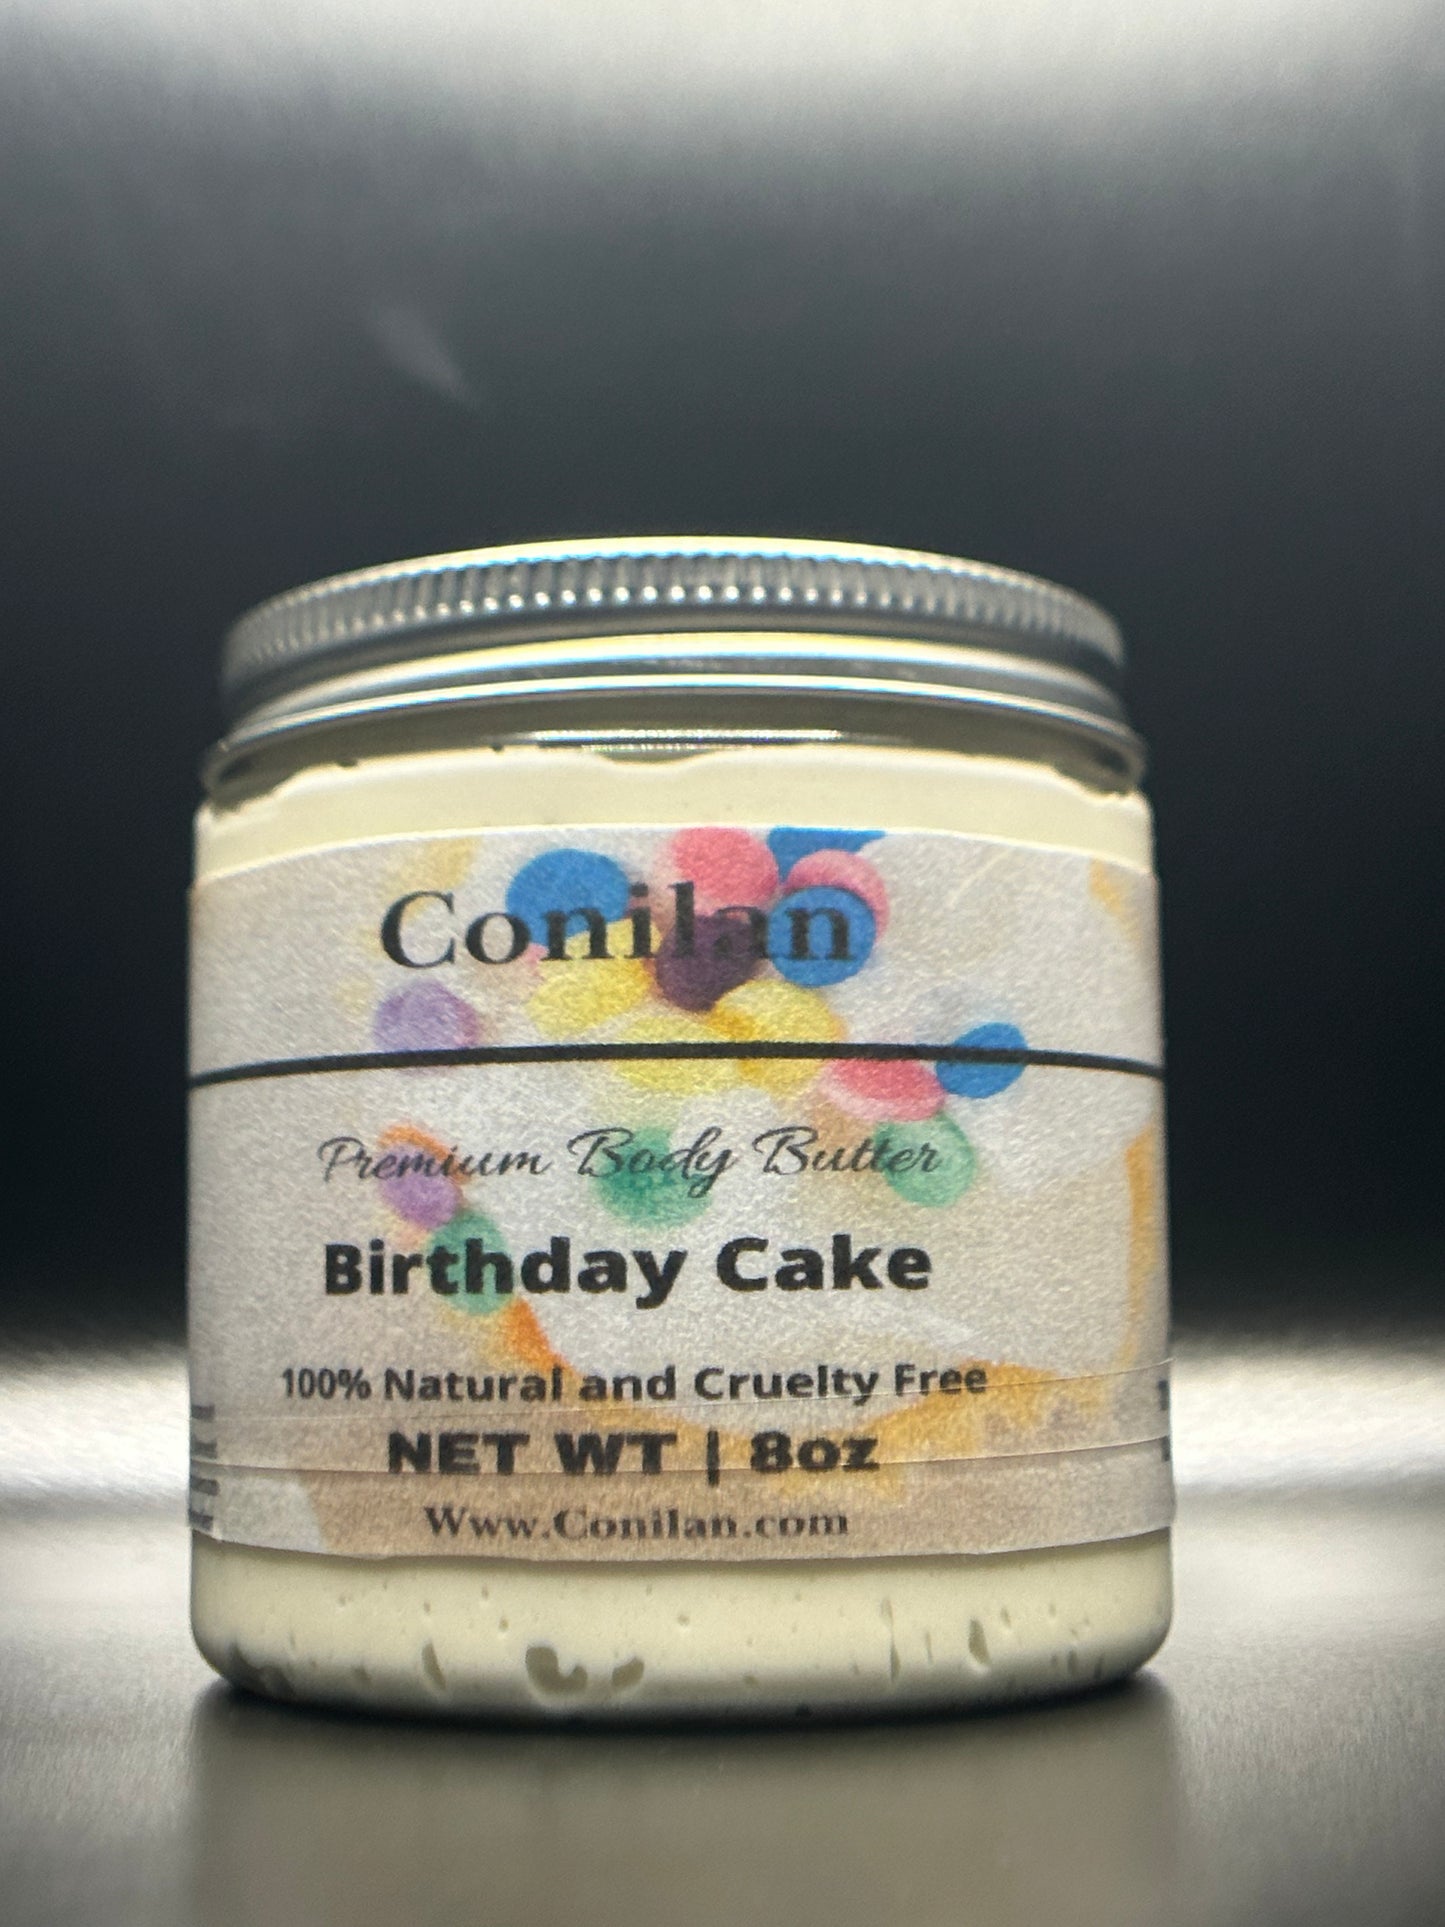 Conilan
Premium Body Butter
Birthday Cake
100% Natural and Cruelty Free
NET WT | 8oz
Www.Conilan.com